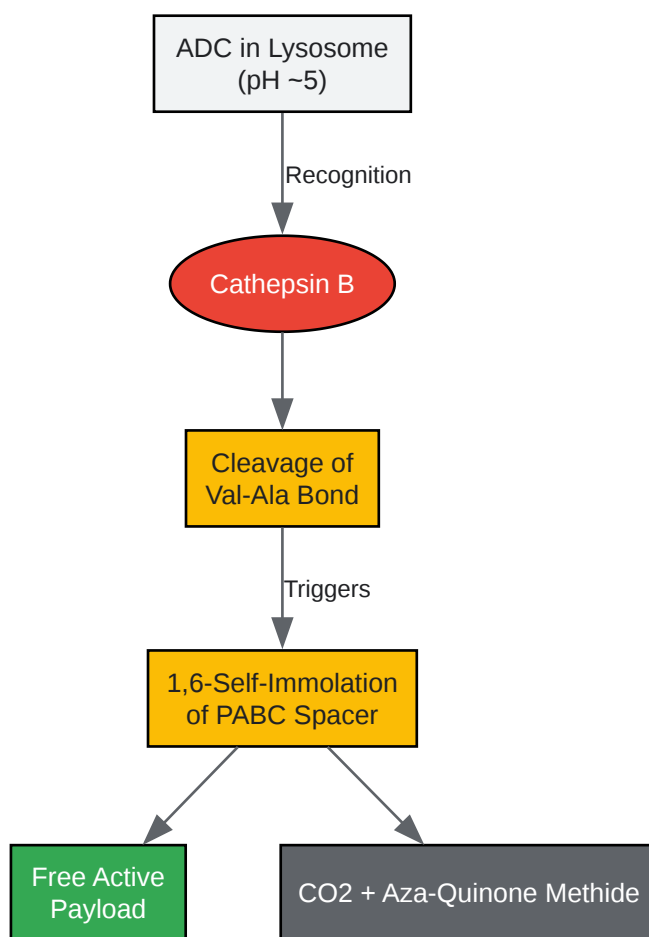 ADC in Lysosome
(pH ~5)
Recognition
Cathepsin B
Cleavage of
Val-Ala Bond
Triggers
1,6-Self-Immolation
of PABC Spacer
Free Active
Payload
CO2 + Aza-Quinone Methide